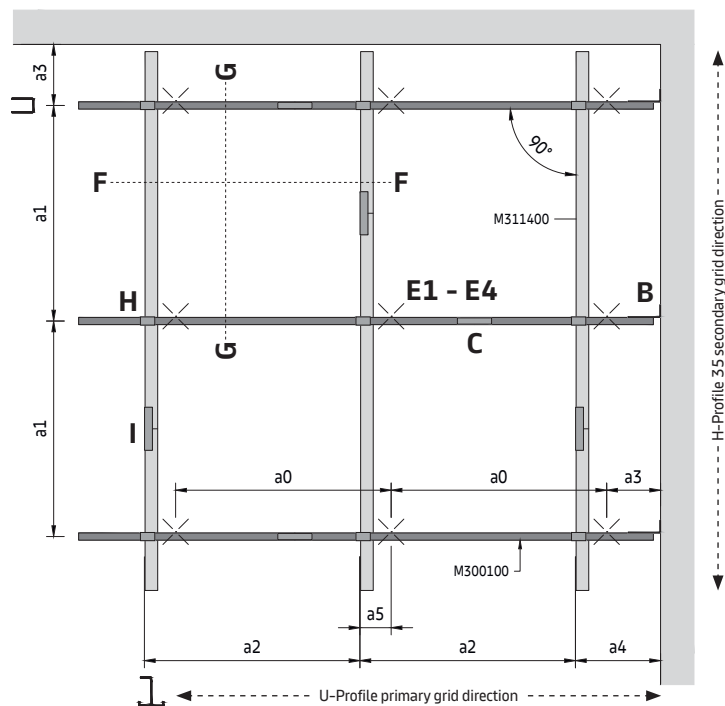 a3
G
F
F
90°
a1
M311400
H-Profile 35 secondary grid direction
H
E1 - E4
B
G
C
a1
I
a0
a0
a3
M300100
a5
a2
a2
a4
U-Profile primary grid direction